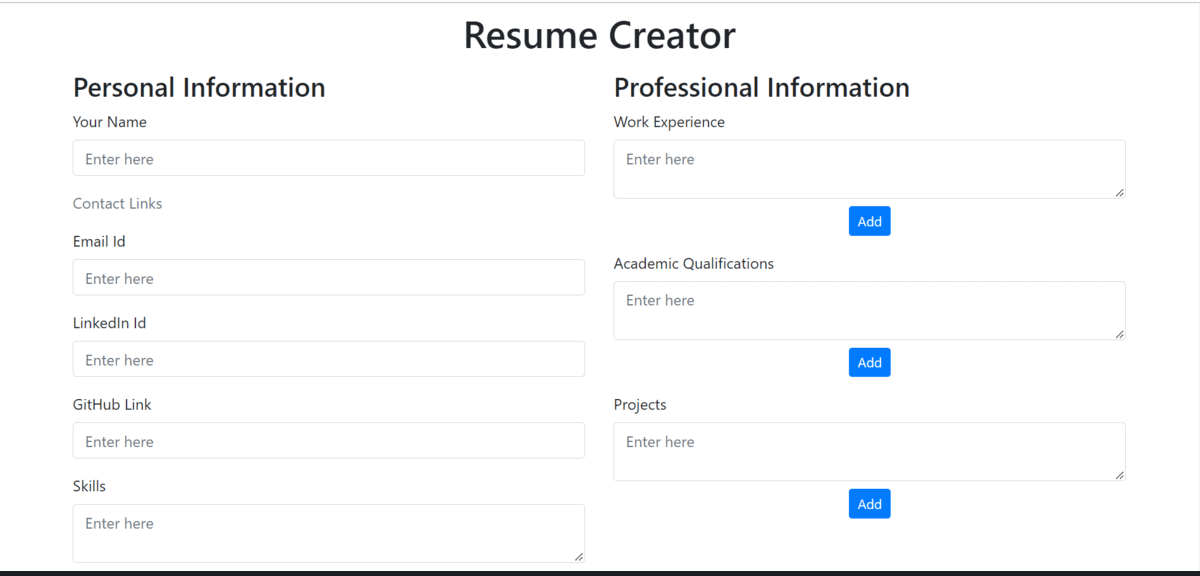 Resume Creator
Personal Information
Your Name
Enter here
Contact Links
Email Id
Enter here
LinkedIn Id
Enter here
GitHub Link
Enter here
Skills
Enter here
Professional Information
Work Experience
Enter here
Add
Academic Qualifications
Enter here
Add
Projects
Enter here
Add